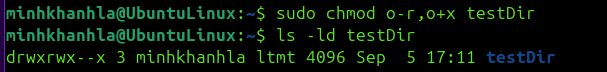 minhkhanhla@UbuntuLinux:~$ sudo chmod o-r,o+x testDir
minhkhanhla@UbuntuLinux:~$ ls -ld testDir
drwxrwx--x 3 minhkhanhla ltmt 4096 Sep  5 17:11 testDir